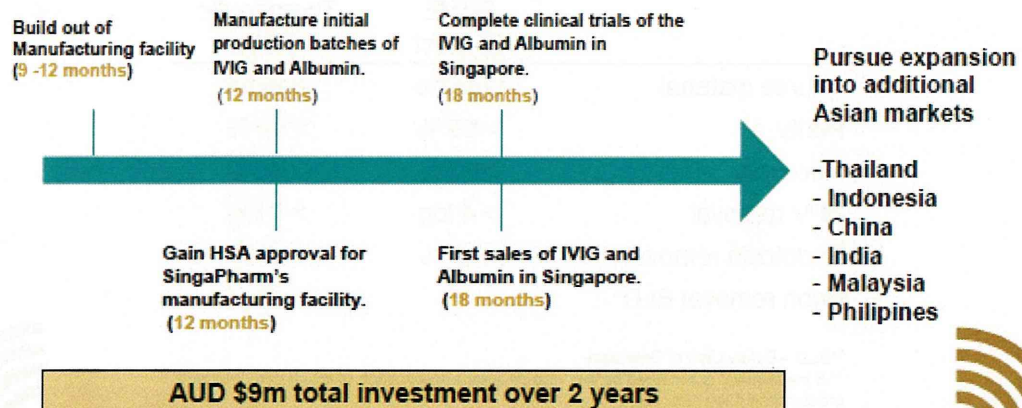 Build out of
Manufacturing facility
(9 -12 months)
Manufacture initial
production batches of
IVIG and Albumin.
(12 months)
Complete clinical trials of the
IVIG and Albumin in
Singapore.
(18 months)
Pursue expansion
into additional
Asian markets
-Thailand
- Indonesia
- China
- India
- Malaysia
- Philipines
Gain HSA approval for
SingaPharm's
manufacturing facility.
(12 months)
First sales of IVIG and
Albumin in Singapore.
(18 months)
AUD $9m total investment over 2 years